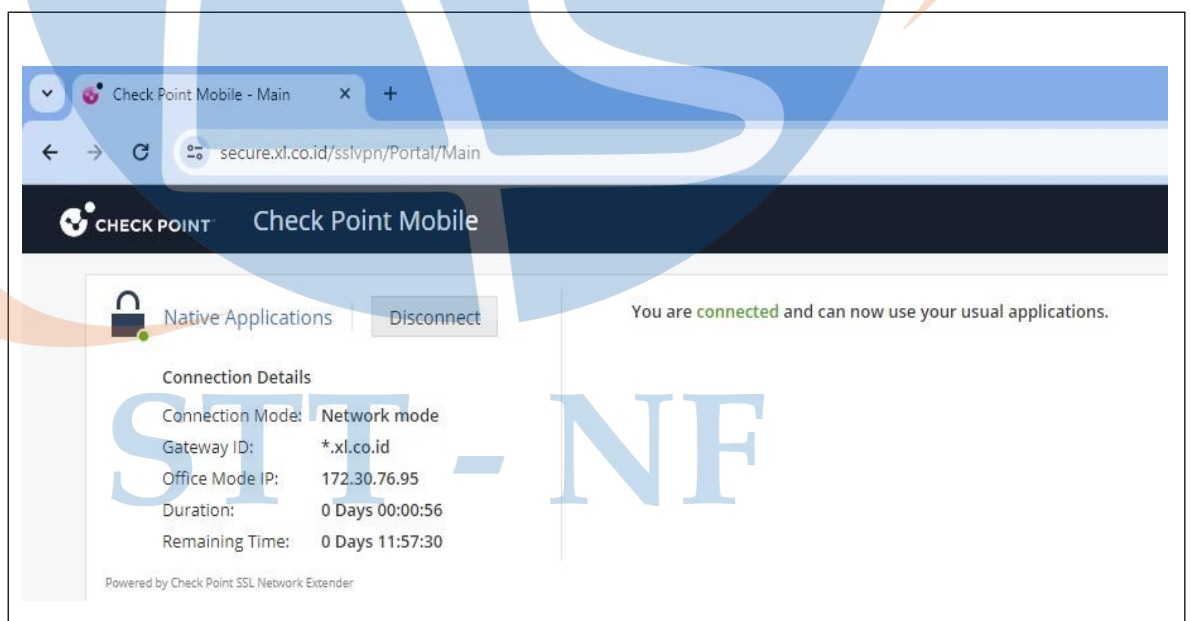 Check Point Mobile - Main
secure.xl.co.id/sslvpn/Portal/Main
CHECK POINT Check Point Mobile
Native Applications Disconnect
You are connected and can now use your usual applications.
Connection Details
Connection Mode: Network mode
Gateway ID: *.xl.co.id
Office Mode IP: 172.30.76.95
Duration: 0 Days 00:00:56
Remaining Time: 0 Days 11:57:30
Powered by Check Point SSL Network Extender
STT - NF